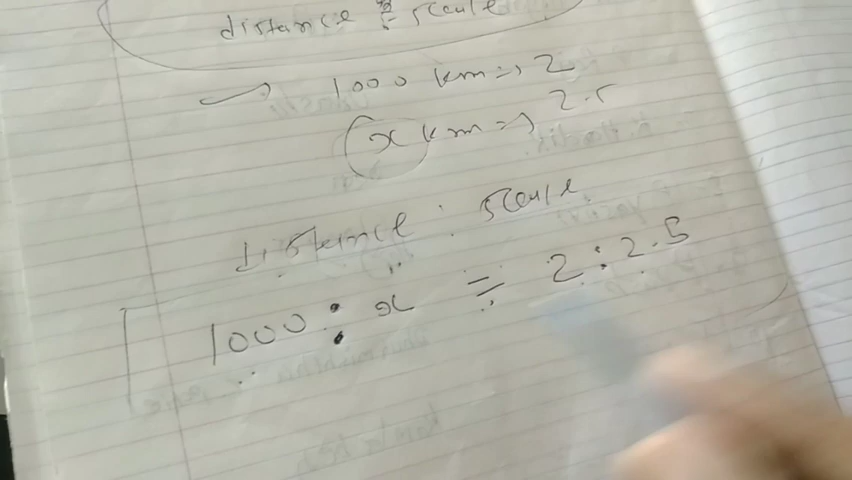 distance :- scale
1000 km => 2
x km => 2.5
distance : scale
1000 : x = 2 : 2.5